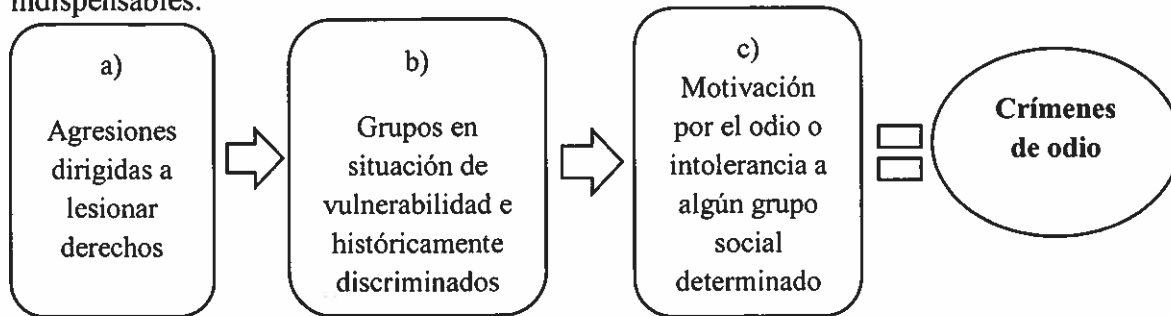 indispensables:
a)
Agresiones
dirigidas a
lesionar
derechos
b)
Grupos en
situación de
vulnerabilidad e
históricamente
discriminados
c)
Motivación
por el odio o
intolerancia a
algún grupo
social
determinado
Crímenes
de odio